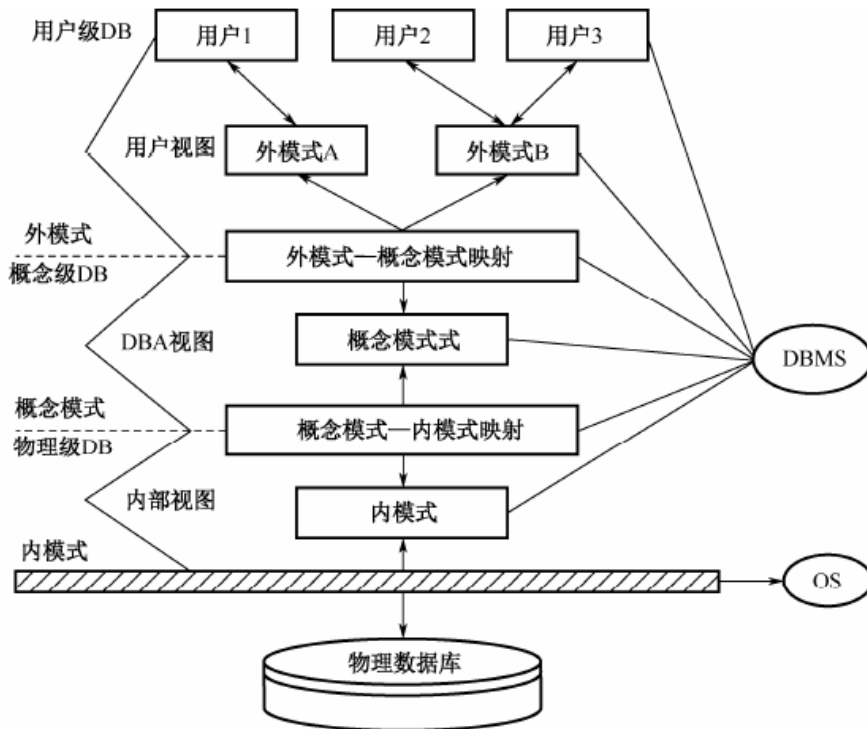 用户级DB
用户1
用户2
用户3
用户视图
外模式A
外模式B
外模式
外模式—概念模式映射
概念级DB
DBA视图
概念模式式
DBMS
概念模式
概念模式—内模式映射
物理级DB
内部视图
内模式
内模式
OS
物理数据库